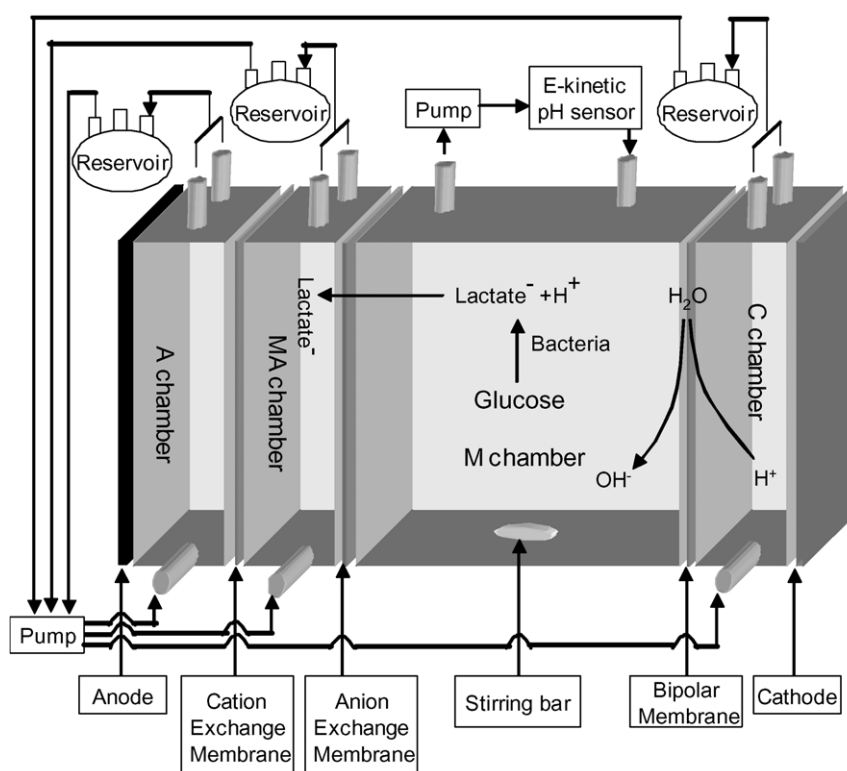 Reservoir
Reservoir
Pump
E-kinetic
pH sensor
Reservoir
A chamber
MA chamber
Lactate⁻
Lactate⁻ +H⁺
Bacteria
Glucose
M chamber
H₂O
OH⁻
C chamber
H⁺
Pump
Anode
Cation
Exchange
Membrane
Anion
Exchange
Membrane
Stirring bar
Bipolar
Membrane
Cathode